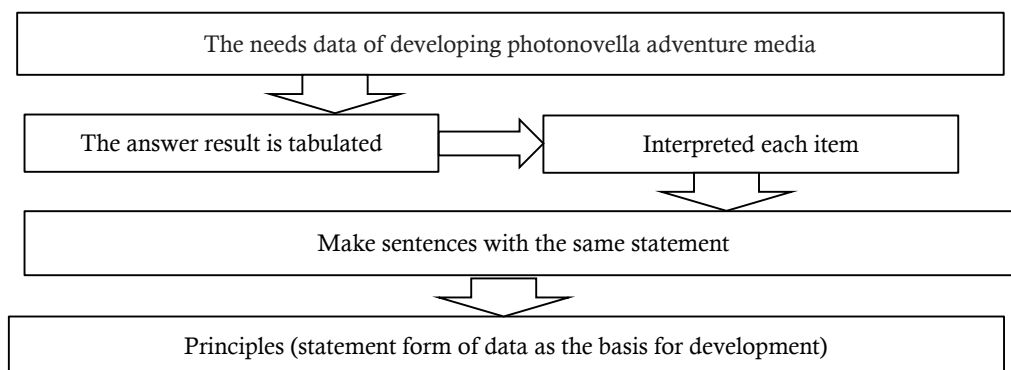 The needs data of developing photonovella adventure media
The answer result is tabulated
Interpreted each item
Make sentences with the same statement
Principles (statement form of data as the basis for development)